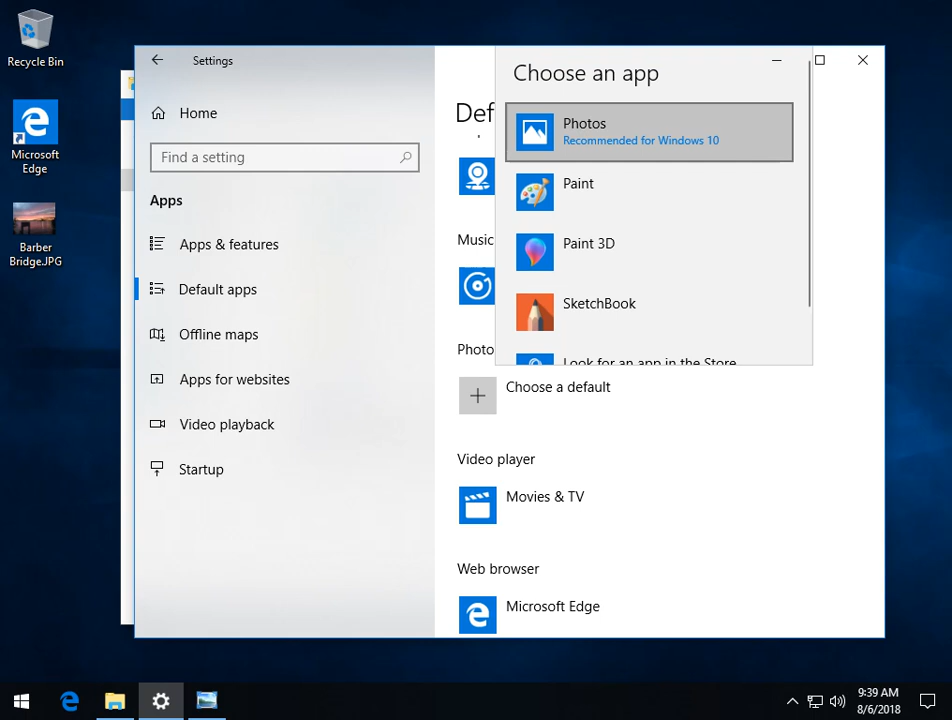 Recycle Bin
Microsoft
Edge
Barber
Bridge.JPG
Settings
Home
Find a setting
Apps
Apps & features
Default apps
Offline maps
Apps for websites
Video playback
Startup
Def
Music
Photo
Choose a default
Video player
Movies & TV
Web browser
Microsoft Edge
Choose an app
Photos
Recommended for Windows 10
Paint
Paint 3D
SketchBook
Look for an app in the Store
9:39 AM
8/6/2018